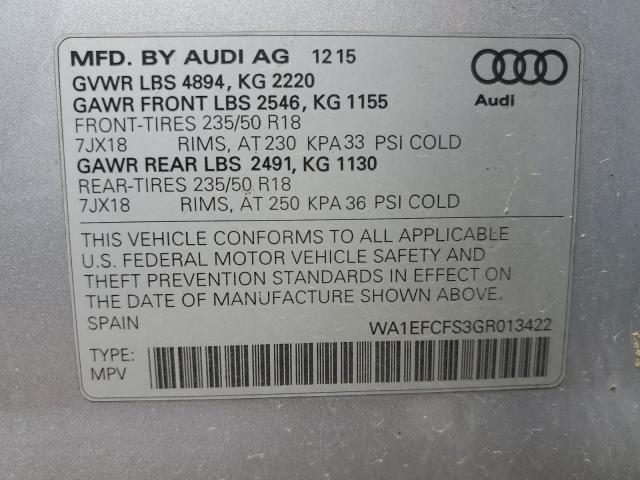 MFD. BY AUDI AG 12 15
GVWR LBS 4894, KG 2220
GAWR FRONT LBS 2546, KG 1155
FRONT-TIRES 235/50 R18
7JX18 RIMS, AT 230 KPA 33 PSI COLD
GAWR REAR LBS 2491, KG 1130
REAR-TIRES 235/50 R18
7JX18 RIMS, AT 250 KPA 36 PSI COLD
Audi
THIS VEHICLE CONFORMS TO ALL APPLICABLE
U.S. FEDERAL MOTOR VEHICLE SAFETY AND
THEFT PREVENTION STANDARDS IN EFFECT ON
THE DATE OF MANUFACTURE SHOWN ABOVE.
SPAIN WA1EFCFS3GR013422
TYPE:
MPV